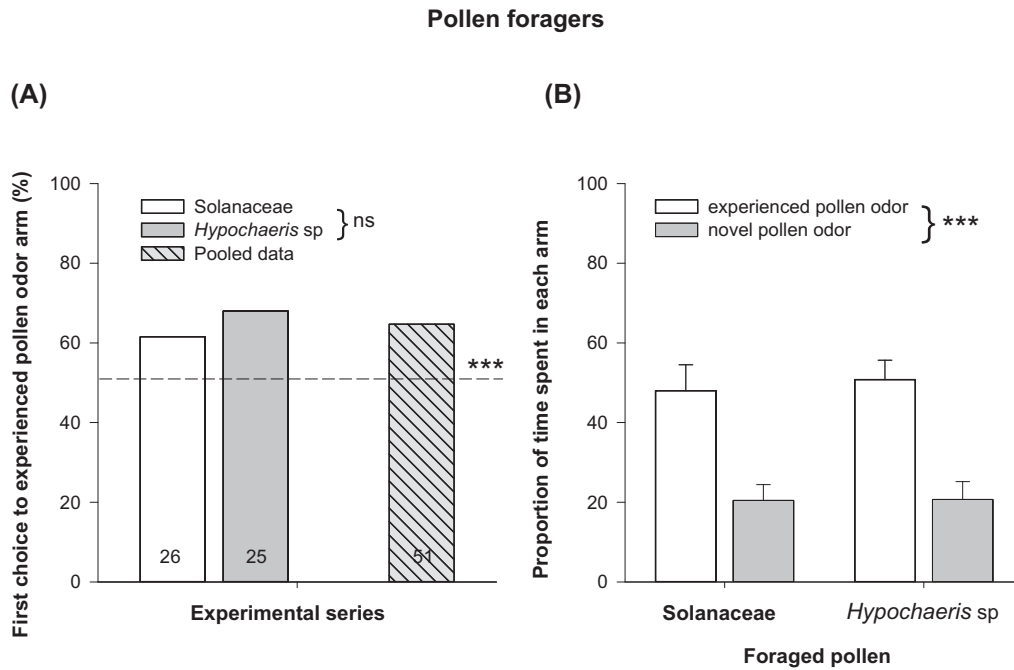 Pollen foragers
(A)
First choice to experienced pollen odor arm (%)
100
80
60
40
20
0
Solanaceae
Hypochaeris sp
ns
Pooled data
***
26
25
51
Experimental series
(B)
Proportion of time spent in each arm
100
80
60
40
20
0
experienced pollen odor
novel pollen odor
***
Solanaceae
Hypochaeris sp
Foraged pollen